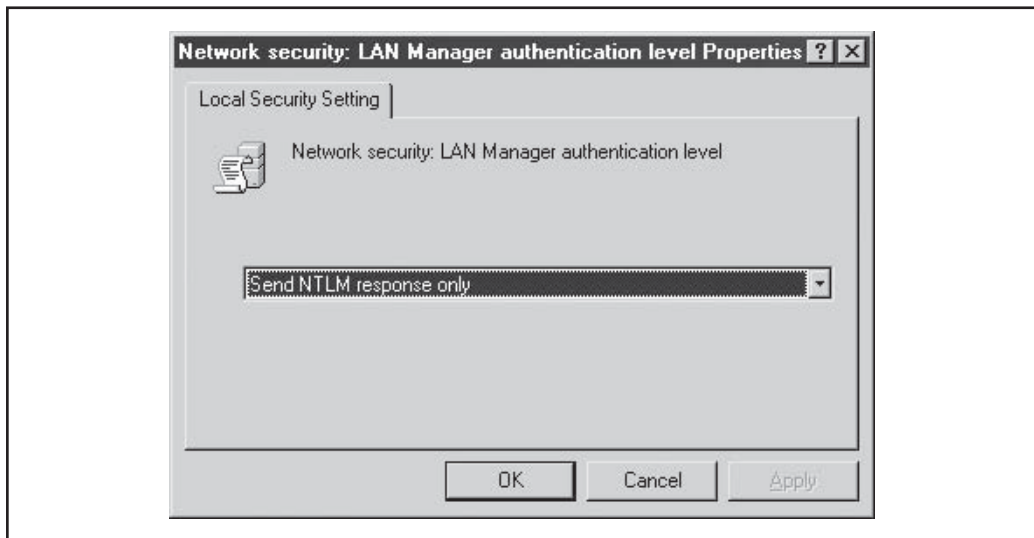 Network security: LAN Manager authentication level Properties ? X
Local Security Setting
Network security: LAN Manager authentication level
Send NTLM response only
OK Cancel Apply